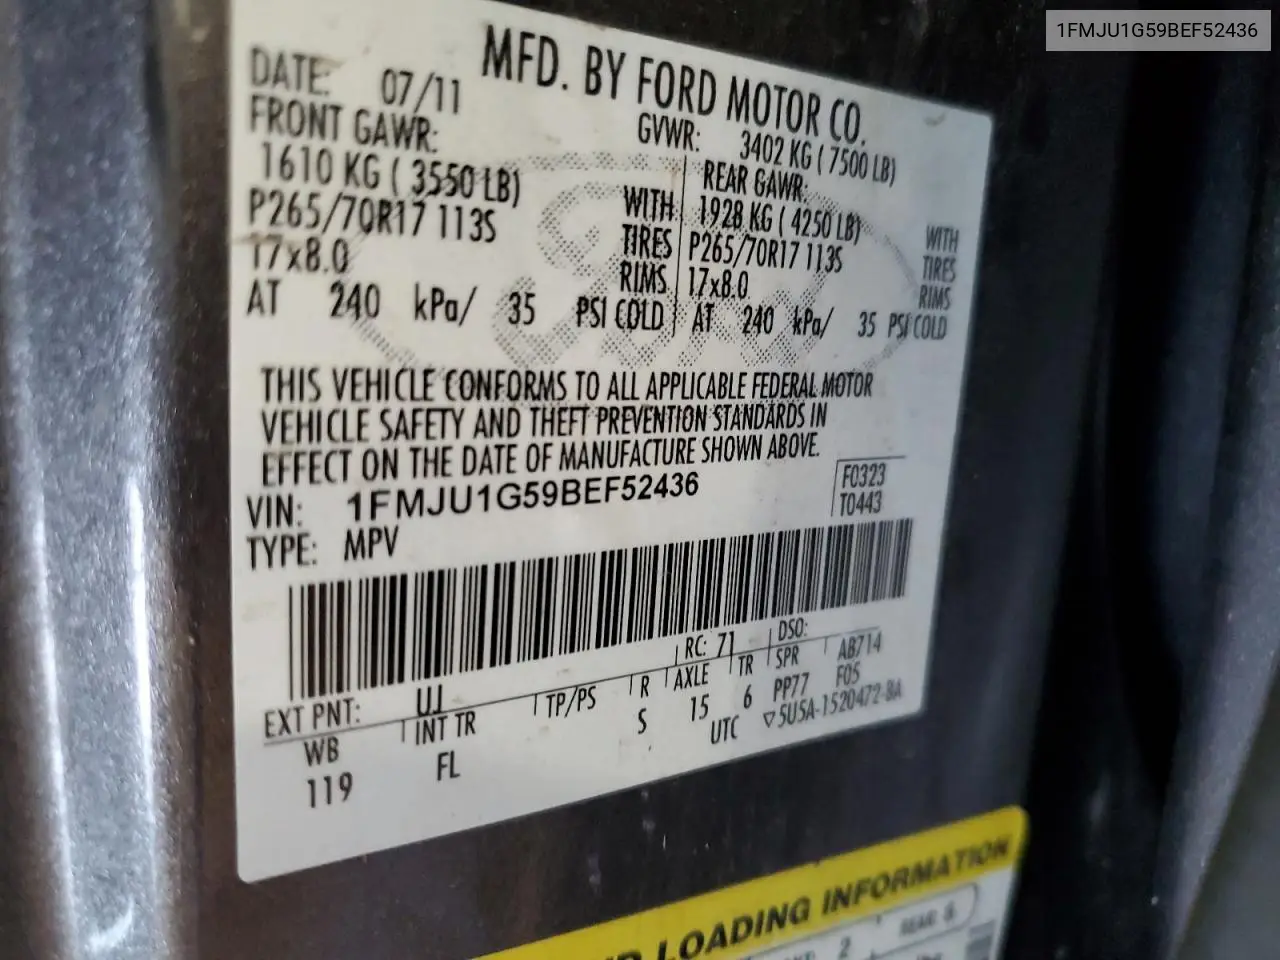 1FMJU1G59BEF52436
MFD. BY FORD MOTOR CO.
DATE: 07/11
GVWR: 3402 KG ( 7500 LB)
FRONT GAWR:
1610 KG ( 3550 LB)
P265/70R17 113S
17x8.0
AT 240 kPa/ 35 PSI COLD
WITH
TIRES
RIMS
REAR GAWR:
1928 KG ( 4250 LB)
P265/70R17 113S
17x8.0
AT 240 kPa/ 35 PSI COLD
WITH
TIRES
RIMS
THIS VEHICLE CONFORMS TO ALL APPLICABLE FEDERAL MOTOR
VEHICLE SAFETY AND THEFT PREVENTION STANDARDS IN
EFFECT ON THE DATE OF MANUFACTURE SHOWN ABOVE.
VIN: 1FMJU1G59BEF52436
TYPE: MPV
F0323
T0443
EXT PNT: UJ RC: 71 DSO:
WB INT TR TP/PS R AXLE TR SPR AB714
119 FL S 15 6 PP77 F05
UTC ▽5U5A-1520472-BA
LOADING INFORMATION
2 REAR